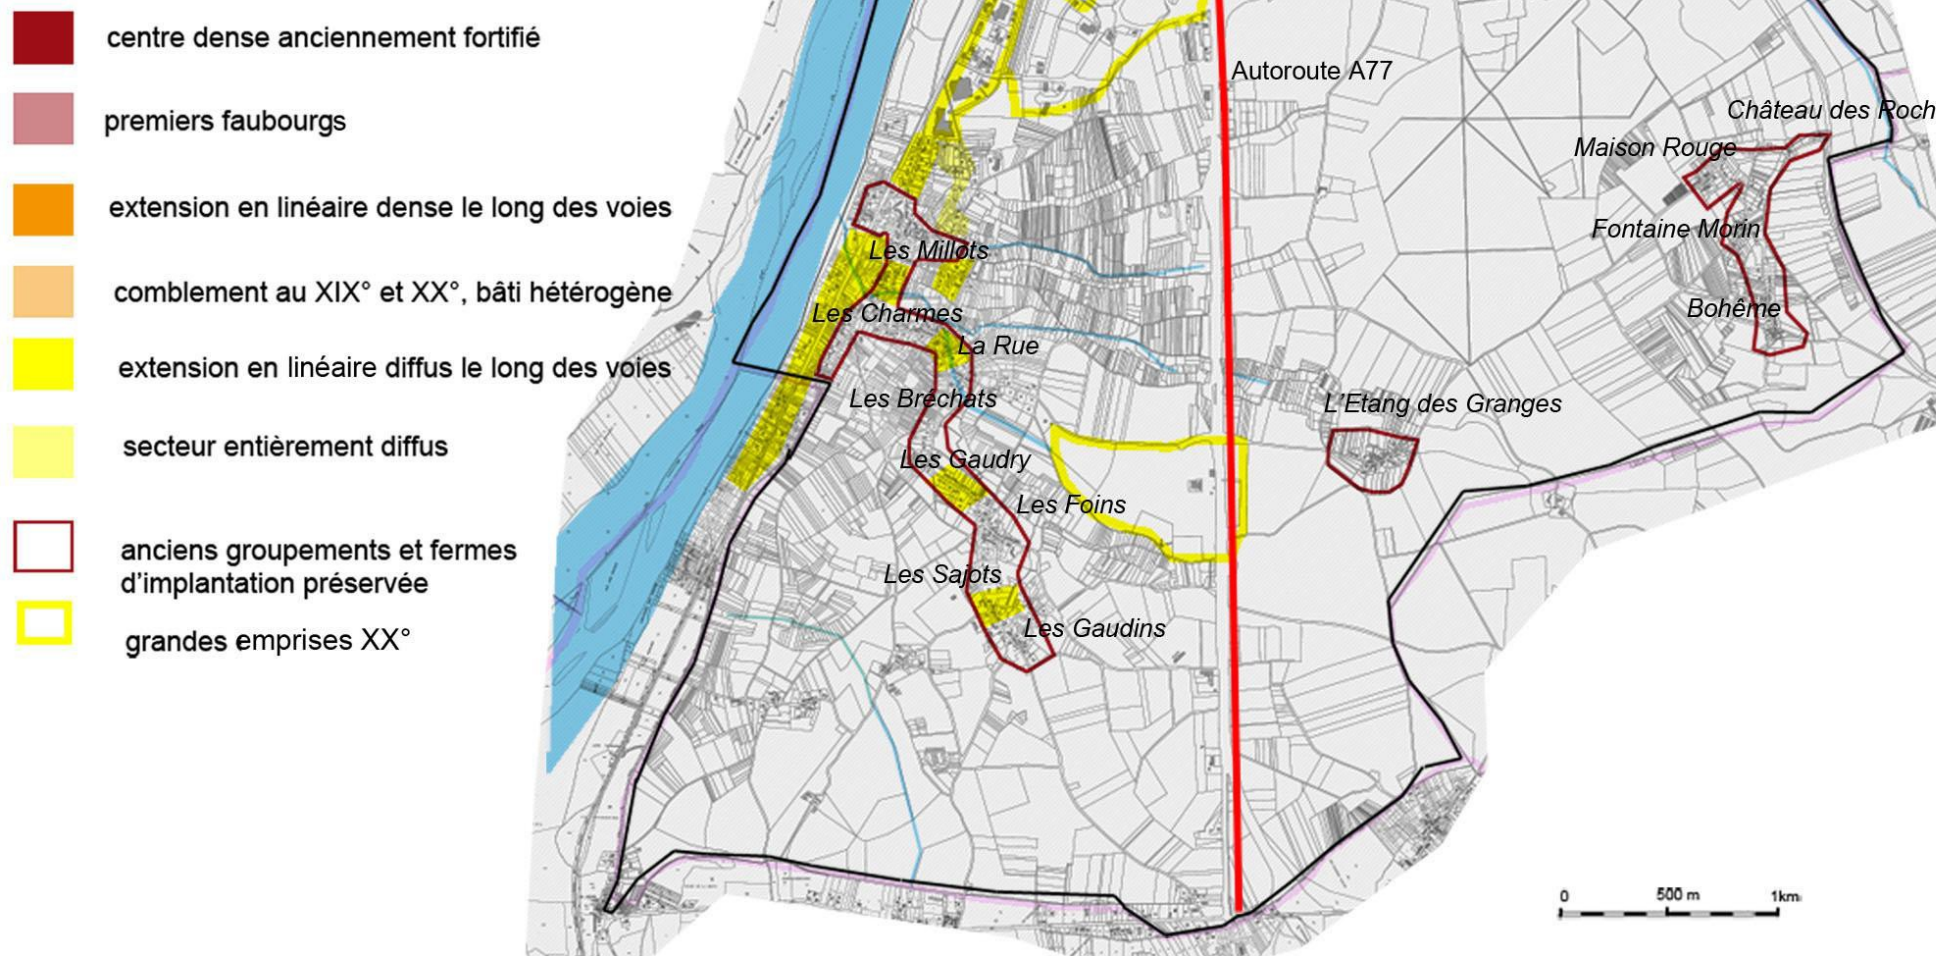 centre dense anciennement fortifié
premiers faubourgs
extension en linéaire dense le long des voies
comblement au XIX° et XX°, bâti hétérogène
extension en linéaire diffus le long des voies
secteur entièrement diffus
anciens groupements et fermes
d'implantation préservée
grandes emprises XX°
Autoroute A77
Château des Roch
Maison Rouge
Fontaine Morin
Bohême
Les Millots
Les Charmes
La Rue
Les Brechats
L'Etang des Granges
Les Gaudry
Les Foins
Les Sajots
Les Gaudins
0 500 m 1km